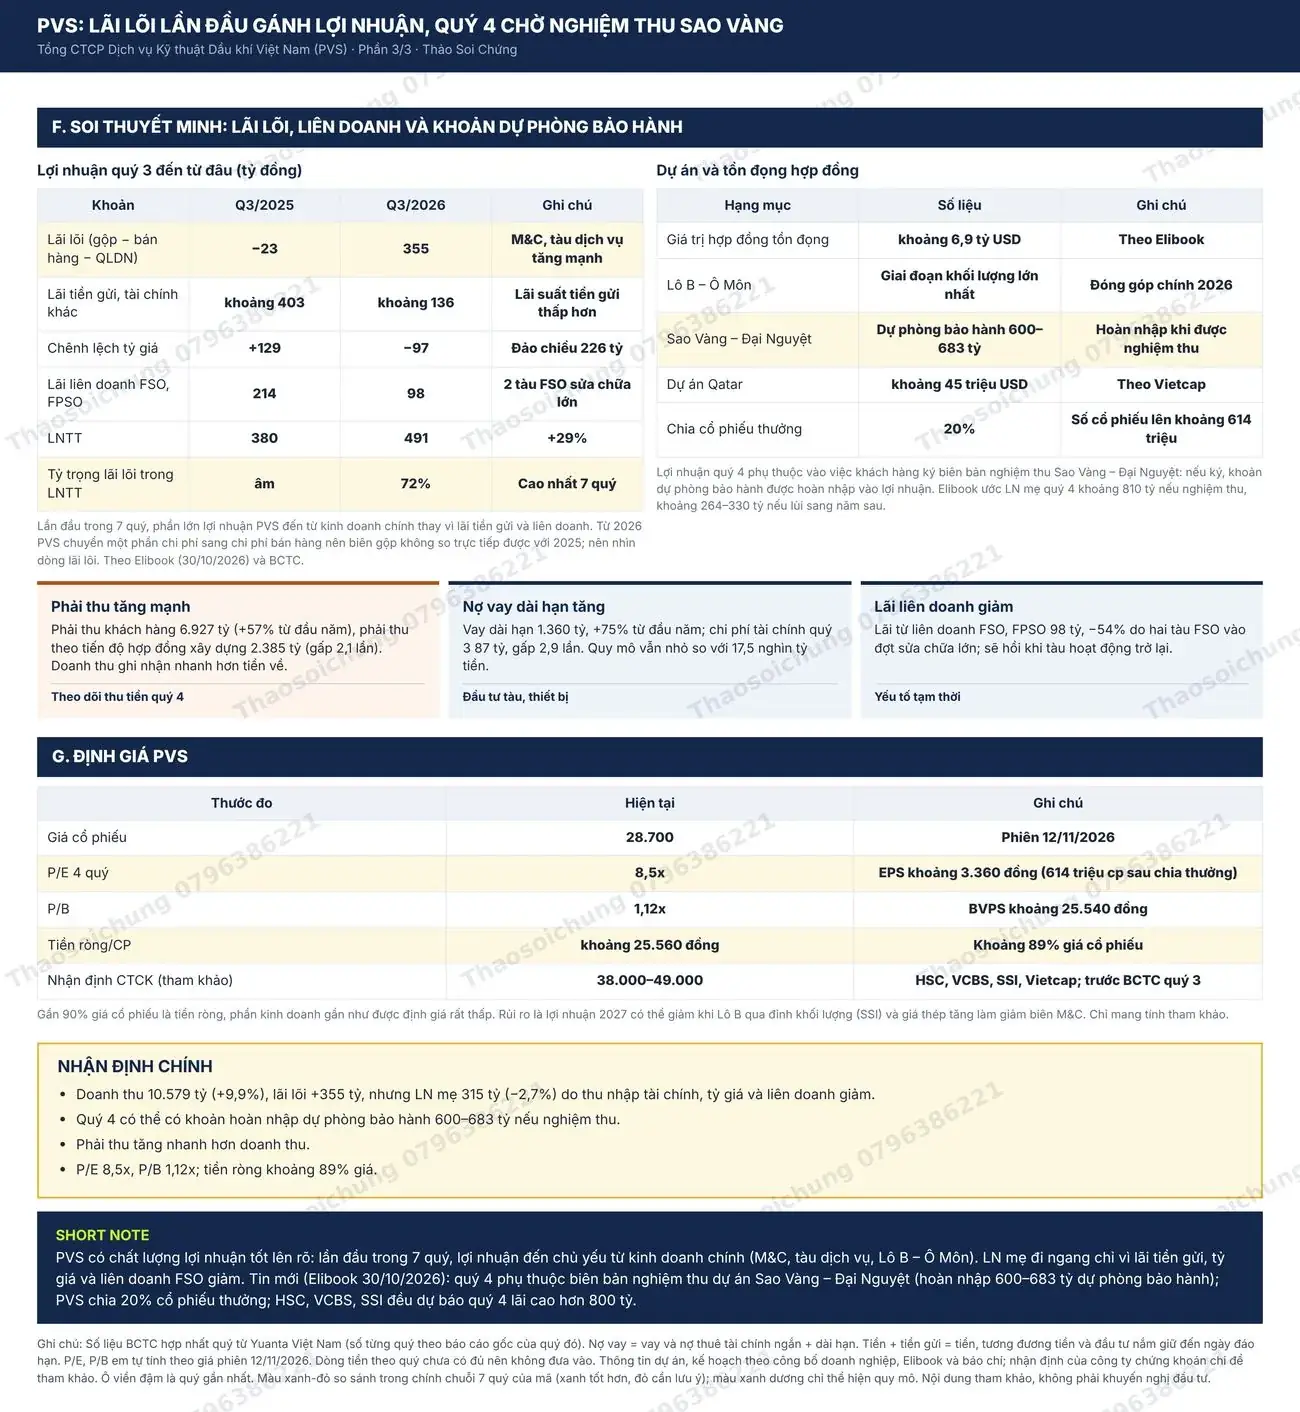 PVS: LÃI LÕI LẦN ĐẦU GÁNH LỢI NHUẬN, QUÝ 4 CHỜ NGHIỆM THU SAO VÀNG
Tổng CTCP Dịch vụ Kỹ thuật Dầu khí Việt Nam (PVS) · Phần 3/3 · Thảo Soi Chứng
F. SOI THUYẾT MINH: LÃI LÕI, LIÊN DOANH VÀ KHOẢN DỰ PHÒNG BẢO HÀNH
Lợi nhuận quý 3 đến từ đâu (tỷ đồng)
Khoản Q3/2025 Q3/2026 Ghi chú
Lãi lõi (gộp − bán hàng − QLDN) −23 355 M&C, tàu dịch vụ tăng mạnh
Lãi tiền gửi, tài chính khác khoảng 403 khoảng 136 Lãi suất tiền gửi thấp hơn
Chênh lệch tỷ giá +129 −97 Đảo chiều 226 tỷ
Lãi liên doanh FSO, FPSO 214 98 2 tàu FSO sửa chữa lớn
LNTT 380 491 +29%
Tỷ trọng lãi lõi trong LNTT âm 72% Cao nhất 7 quý
Lần đầu trong 7 quý, phần lớn lợi nhuận PVS đến từ kinh doanh chính thay vì lãi tiền gửi và liên doanh. Từ 2026
PVS chuyển một phần chi phí sang chi phí bán hàng nên biên gộp không so trực tiếp được với 2025; nên nhìn
dòng lãi lõi. Theo Elibook (30/10/2026) và BCTC.
Dự án và tồn đọng hợp đồng
Hạng mục Số liệu Ghi chú
Giá trị hợp đồng tồn đọng khoảng 6,9 tỷ USD Theo Elibook
Lô B – Ô Môn Giai đoạn khối lượng lớn nhất Đóng góp chính 2026
Sao Vàng – Đại Nguyệt Dự phòng bảo hành 600–683 tỷ Hoàn nhập khi được nghiệm thu
Dự án Qatar khoảng 45 triệu USD Theo Vietcap
Chia cổ phiếu thưởng 20% Số cổ phiếu lên khoảng 614 triệu
Lợi nhuận quý 4 phụ thuộc vào việc khách hàng ký biên bản nghiệm thu Sao Vàng – Đại Nguyệt: nếu ký, khoản
dự phòng bảo hành được hoàn nhập vào lợi nhuận. Elibook ước LN mẹ quý 4 khoảng 810 tỷ nếu nghiệm thu,
khoảng 264–330 tỷ nếu lùi sang năm sau.
Phải thu tăng mạnh
Phải thu khách hàng 6.927 tỷ (+57% từ đầu năm), phải thu
theo tiến độ hợp đồng xây dựng 2.385 tỷ (gấp 2,1 lần).
Doanh thu ghi nhận nhanh hơn tiền về.
Theo dõi thu tiền quý 4
Nợ vay dài hạn tăng
Vay dài hạn 1.360 tỷ, +75% từ đầu năm; chi phí tài chính quý
3 87 tỷ, gấp 2,9 lần. Quy mô vẫn nhỏ so với 17,5 nghìn tỷ
tiền.
Đầu tư tàu, thiết bị
Lãi liên doanh giảm
Lãi từ liên doanh FSO, FPSO 98 tỷ, −54% do hai tàu FSO vào
đợt sửa chữa lớn; sẽ hồi khi tàu hoạt động trở lại.
Yếu tố tạm thời
G. ĐỊNH GIÁ PVS
Thước đo Hiện tại Ghi chú
Giá cổ phiếu 28.700 Phiên 12/11/2026
P/E 4 quý 8,5x EPS khoảng 3.360 đồng (614 triệu cp sau chia thưởng)
P/B 1,12x BVPS khoảng 25.540 đồng
Tiền ròng/CP khoảng 25.560 đồng Khoảng 89% giá cổ phiếu
Nhận định CTCK (tham khảo) 38.000–49.000 HSC, VCBS, SSI, Vietcap; trước BCTC quý 3
Gần 90% giá cổ phiếu là tiền ròng, phần kinh doanh gần như được định giá rất thấp. Rủi ro là lợi nhuận 2027 có thể giảm khi Lô B qua đỉnh khối lượng (SSI) và giá thép tăng làm giảm biên M&C. Chỉ mang tính tham khảo.
NHẬN ĐỊNH CHÍNH
• Doanh thu 10.579 tỷ (+9,9%), lãi lõi +355 tỷ, nhưng LN mẹ 315 tỷ (−2,7%) do thu nhập tài chính, tỷ giá và liên doanh giảm.
• Quý 4 có thể có khoản hoàn nhập dự phòng bảo hành 600–683 tỷ nếu nghiệm thu.
• Phải thu tăng nhanh hơn doanh thu.
• P/E 8,5x, P/B 1,12x; tiền ròng khoảng 89% giá.
SHORT NOTE
PVS có chất lượng lợi nhuận tốt lên rõ: lần đầu trong 7 quý, lợi nhuận đến chủ yếu từ kinh doanh chính (M&C, tàu dịch vụ, Lô B – Ô Môn). LN mẹ đi ngang chỉ vì lãi tiền gửi, tỷ
giá và liên doanh FSO giảm. Tin mới (Elibook 30/10/2026): quý 4 phụ thuộc biên bản nghiệm thu dự án Sao Vàng – Đại Nguyệt (hoàn nhập 600–683 tỷ dự phòng bảo hành);
PVS chia 20% cổ phiếu thưởng; HSC, VCBS, SSI đều dự báo quý 4 lãi cao hơn 800 tỷ.
Ghi chú: Số liệu BCTC hợp nhất quý từ Yuanta Việt Nam (số từng quý theo báo cáo gốc của quý đó). Nợ vay = vay và nợ thuê tài chính ngắn + dài hạn. Tiền + tiền gửi = tiền, tương đương tiền và đầu tư nắm giữ đến ngày đáo
hạn. P/E, P/B em tự tính theo giá phiên 12/11/2026. Dòng tiền theo quý chưa có đủ nên không đưa vào. Thông tin dự án, kế hoạch theo công bố doanh nghiệp, Elibook và báo chí; nhận định của công ty chứng khoán chỉ để
tham khảo. Ô viền đậm là quý gần nhất. Màu xanh-đỏ so sánh trong chính chuỗi 7 quý của mã (xanh tốt hơn, đỏ cần lưu ý); màu xanh dương chỉ thể hiện quy mô. Nội dung tham khảo, không phải khuyến nghị đầu tư.
Thaosoichung 0796386221